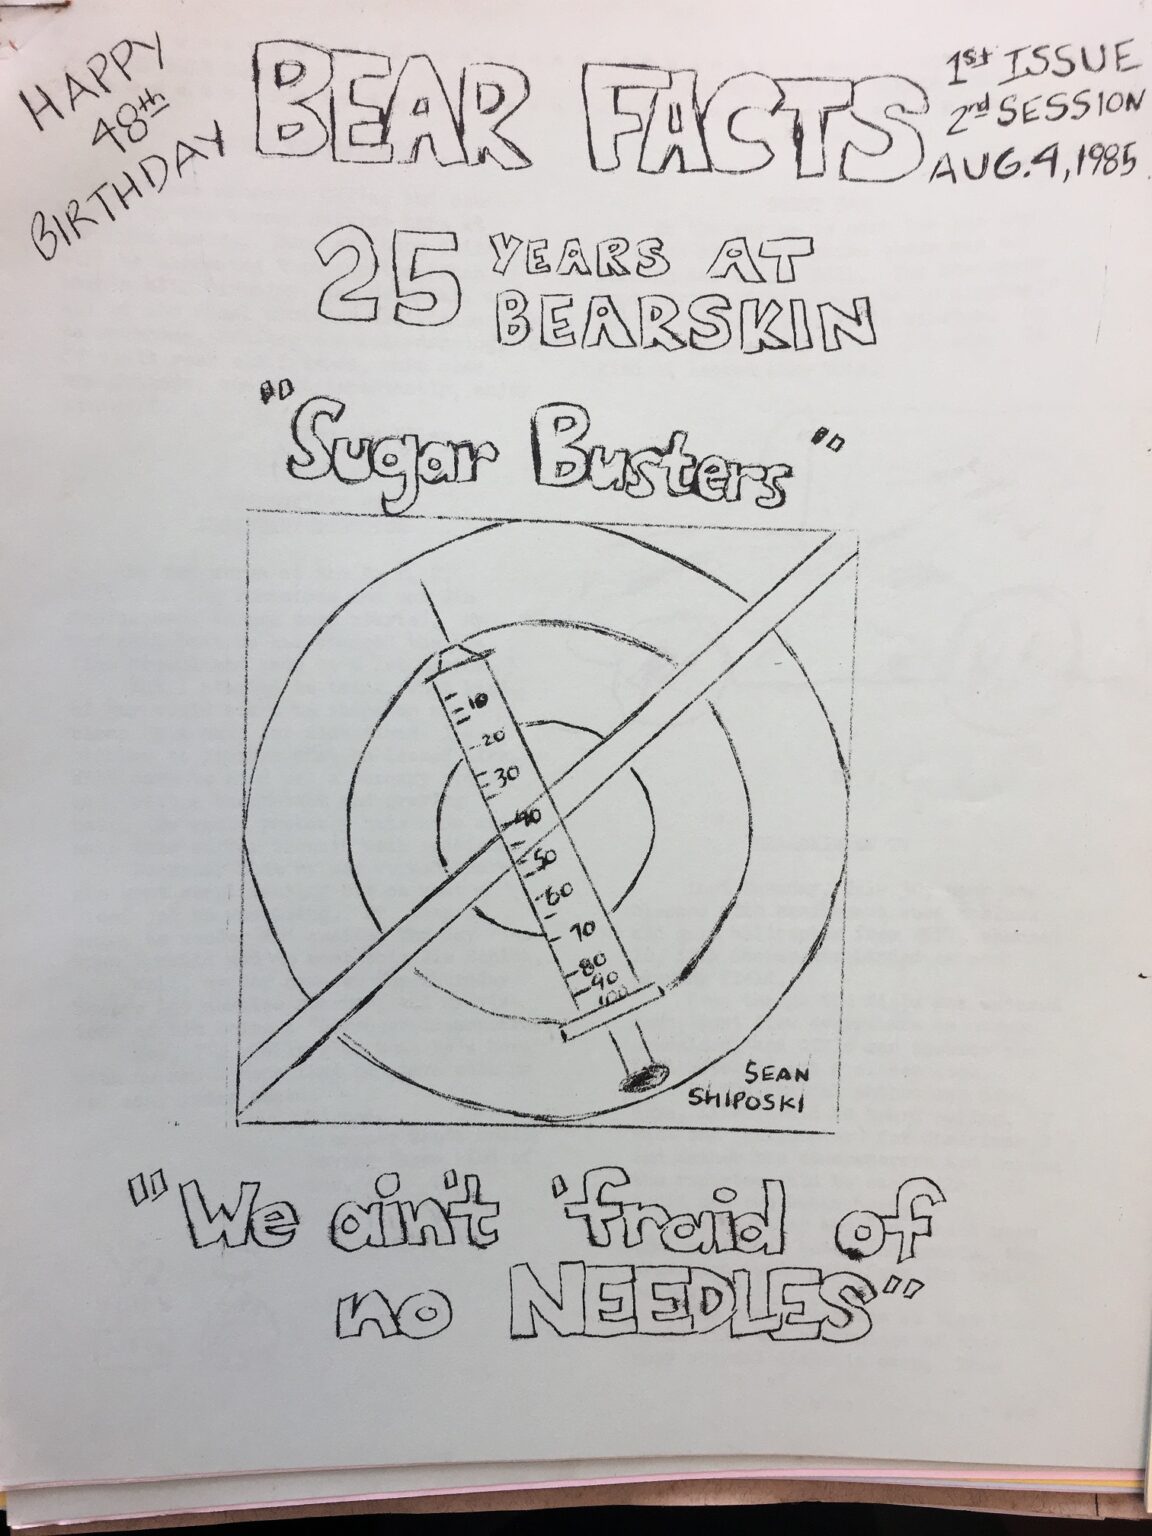 HAPPY
48th
BIRTHDAY
BEAR FACTS
1st ISSUE
2nd SESSION
AUG.4,1985
25 YEARS AT
BEARSKIN
"Sugar Busters"
10
20
30
40
50
60
70
80
90
100
SEAN
SHIPOSKI
"We ain't 'fraid of
no NEEDLES"